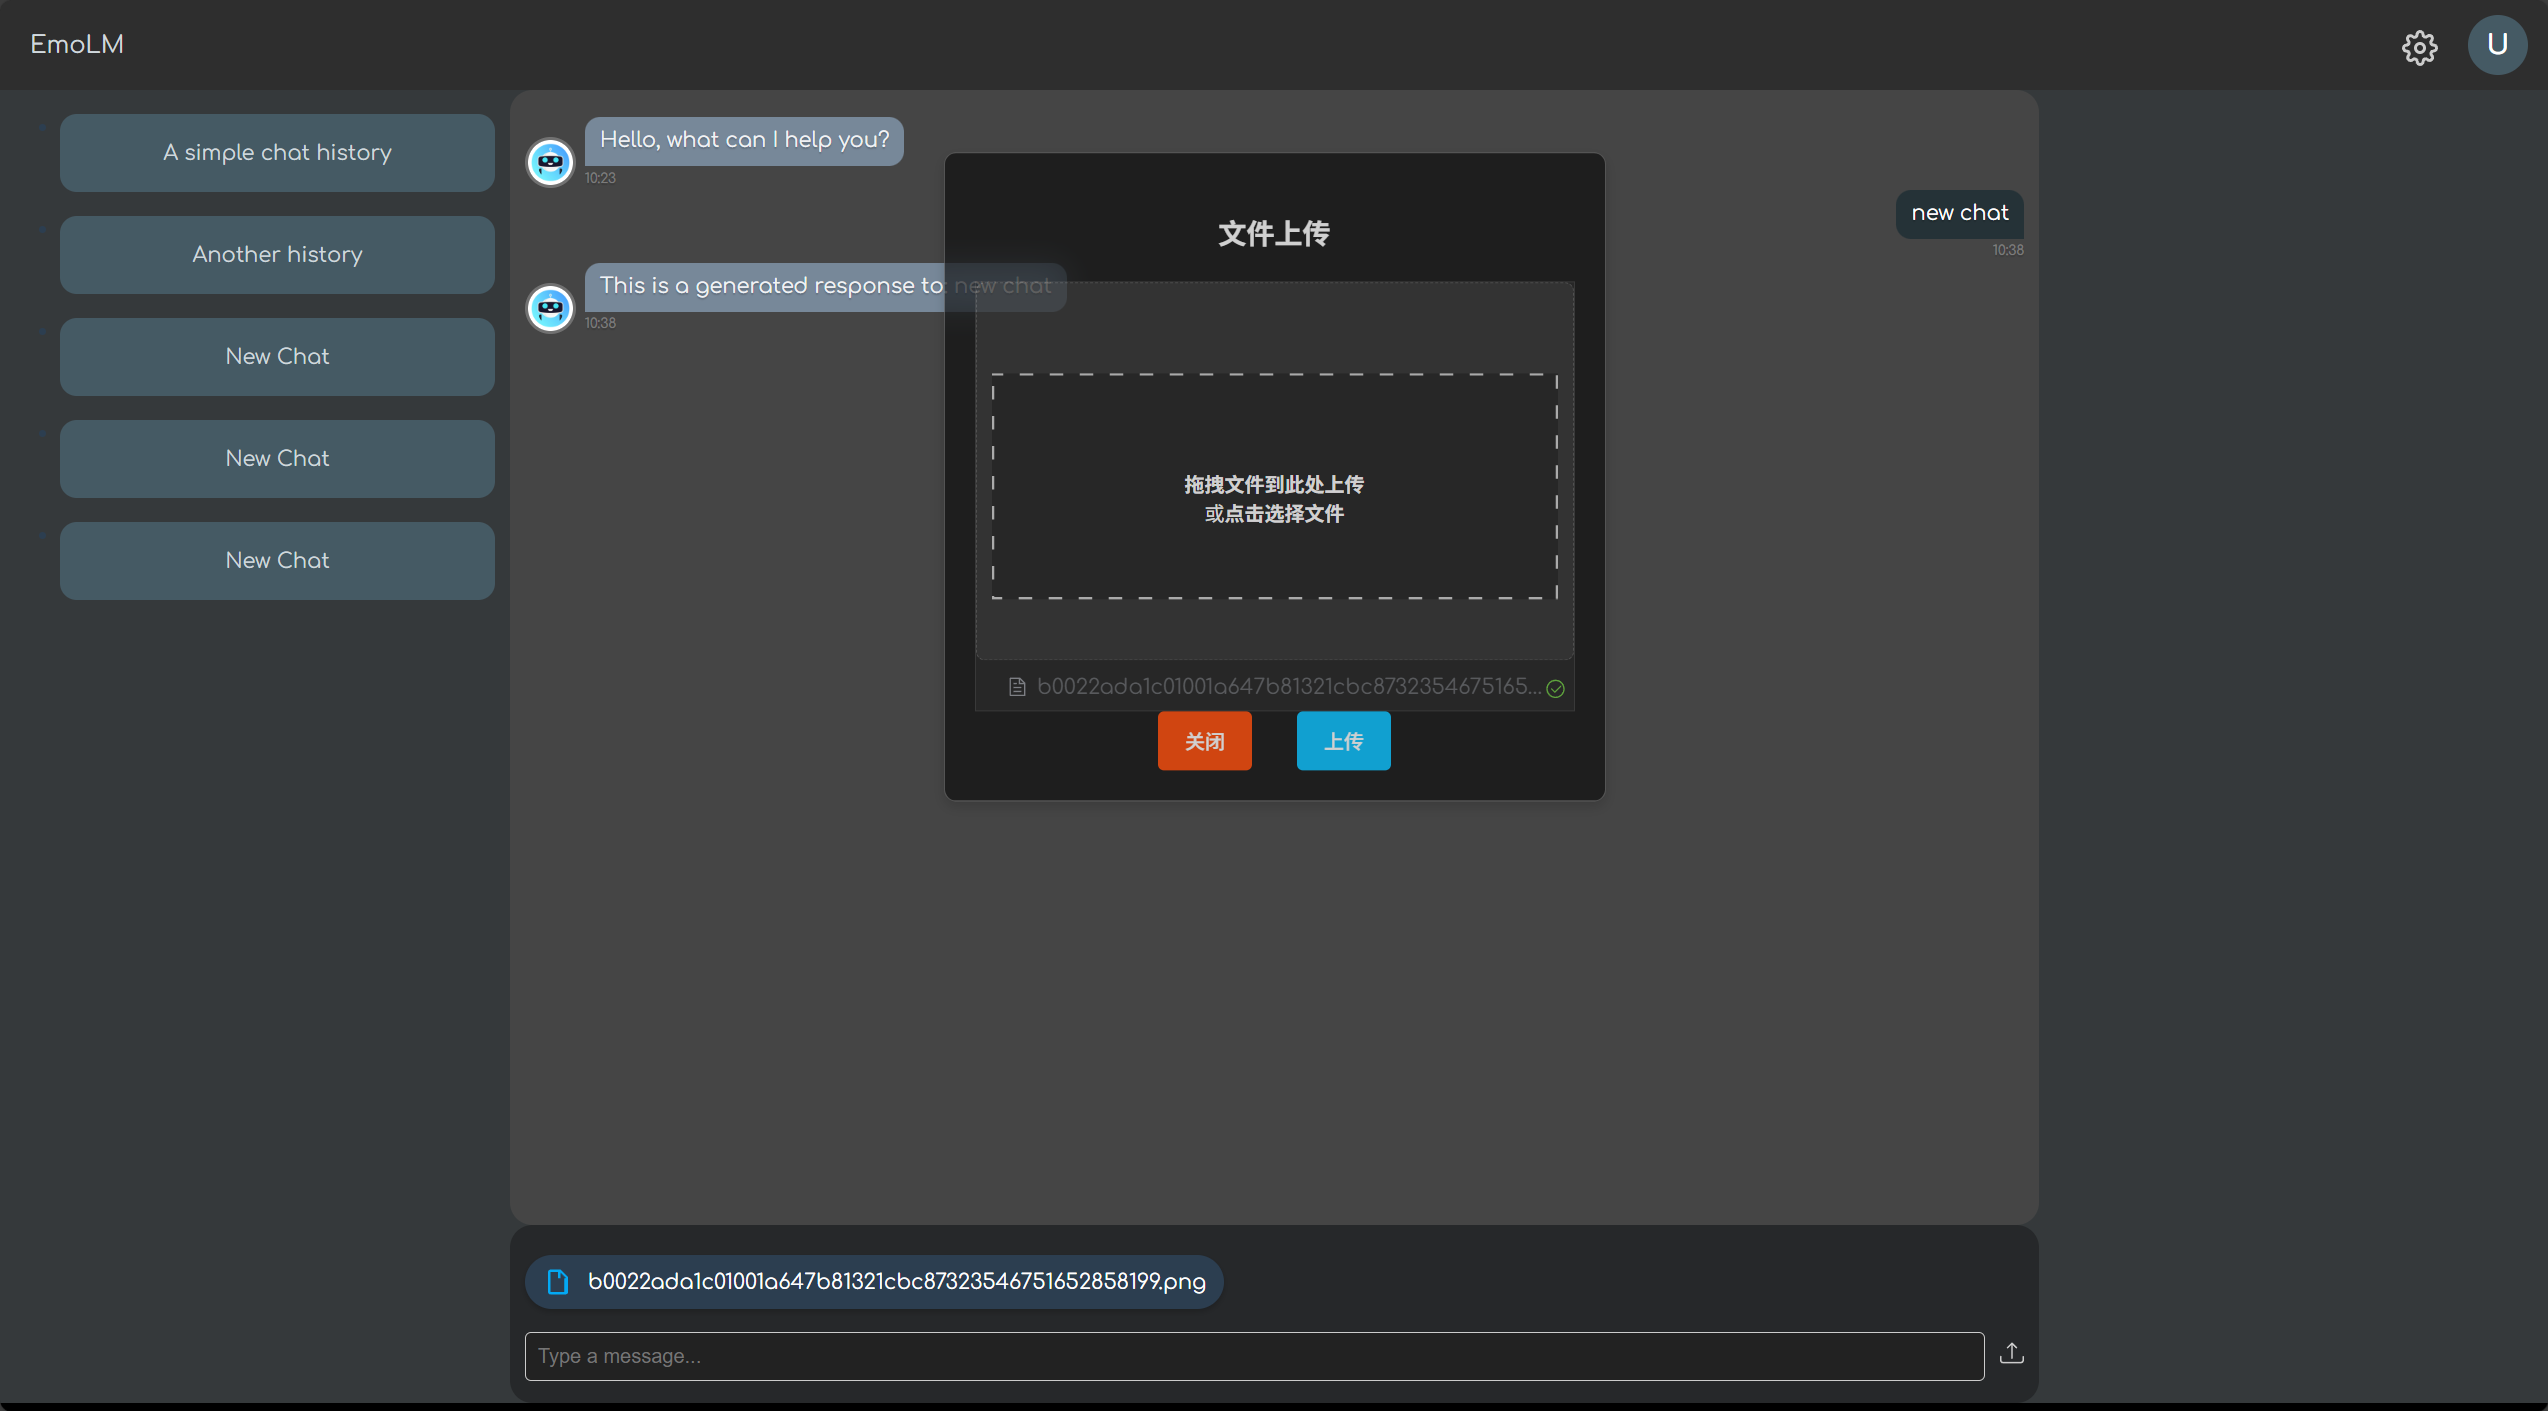 EmoLM
U
A simple chat history
Another history
New Chat
New Chat
New Chat
Hello, what can I help you?
10:23
new chat
10:38
This is a generated response to: new chat
10:38
文件上传
拖拽文件到此处上传
或点击选择文件
b0022ada1c01001a647b81321cbc8732354675165...
关闭
上传
b0022ada1c01001a647b81321cbc87323546751652858199.png
Type a message...